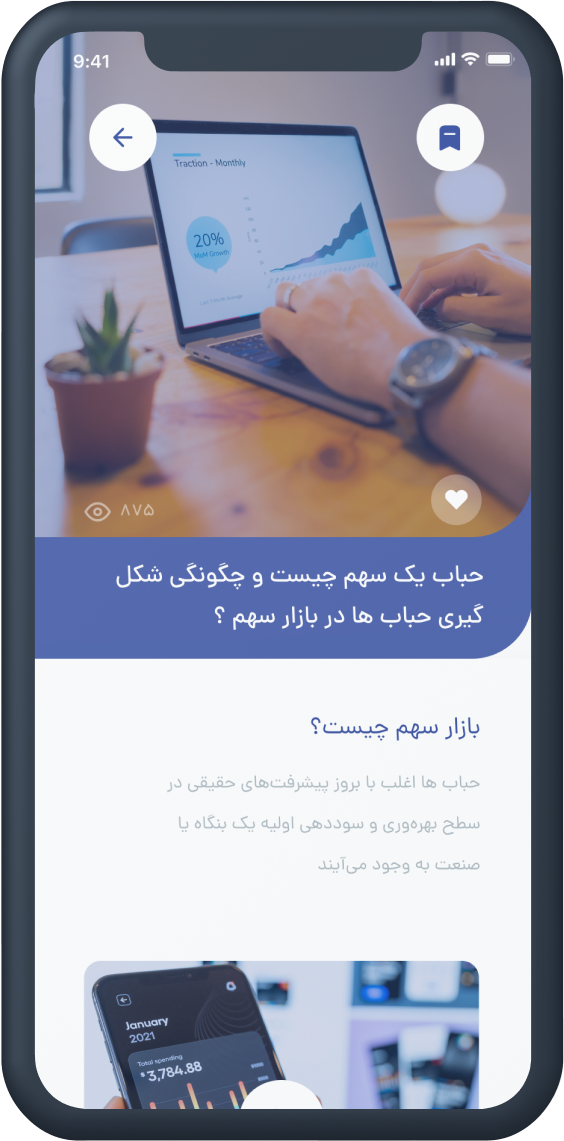 9:41
Traction - Monthly
20%
MoM Growth
۸۷۵
حباب یک سهم چیست و چگونگی شکل
گیری حباب ها در بازار سهم ؟
بازار سهم چیست؟
حباب ها اغلب با بروز پیشرفت‌های حقیقی در
سطح بهره‌وری و سوددهی اولیه یک بنگاه یا
صنعت به وجود می‌آیند
January
2021
Total spending
$3,784.88